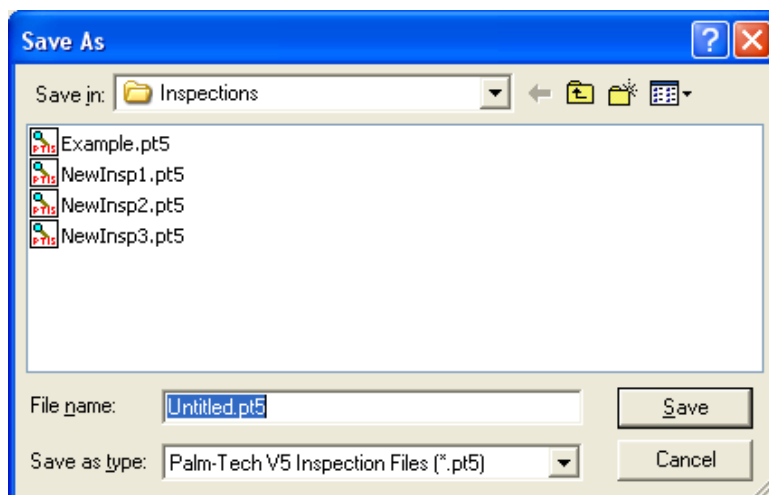 Save As
Save in: Inspections
Example.pt5
NewInsp1.pt5
NewInsp2.pt5
NewInsp3.pt5
File name: Untitled.pt5 Save
Save as type: Palm-Tech V5 Inspection Files (*.pt5) Cancel